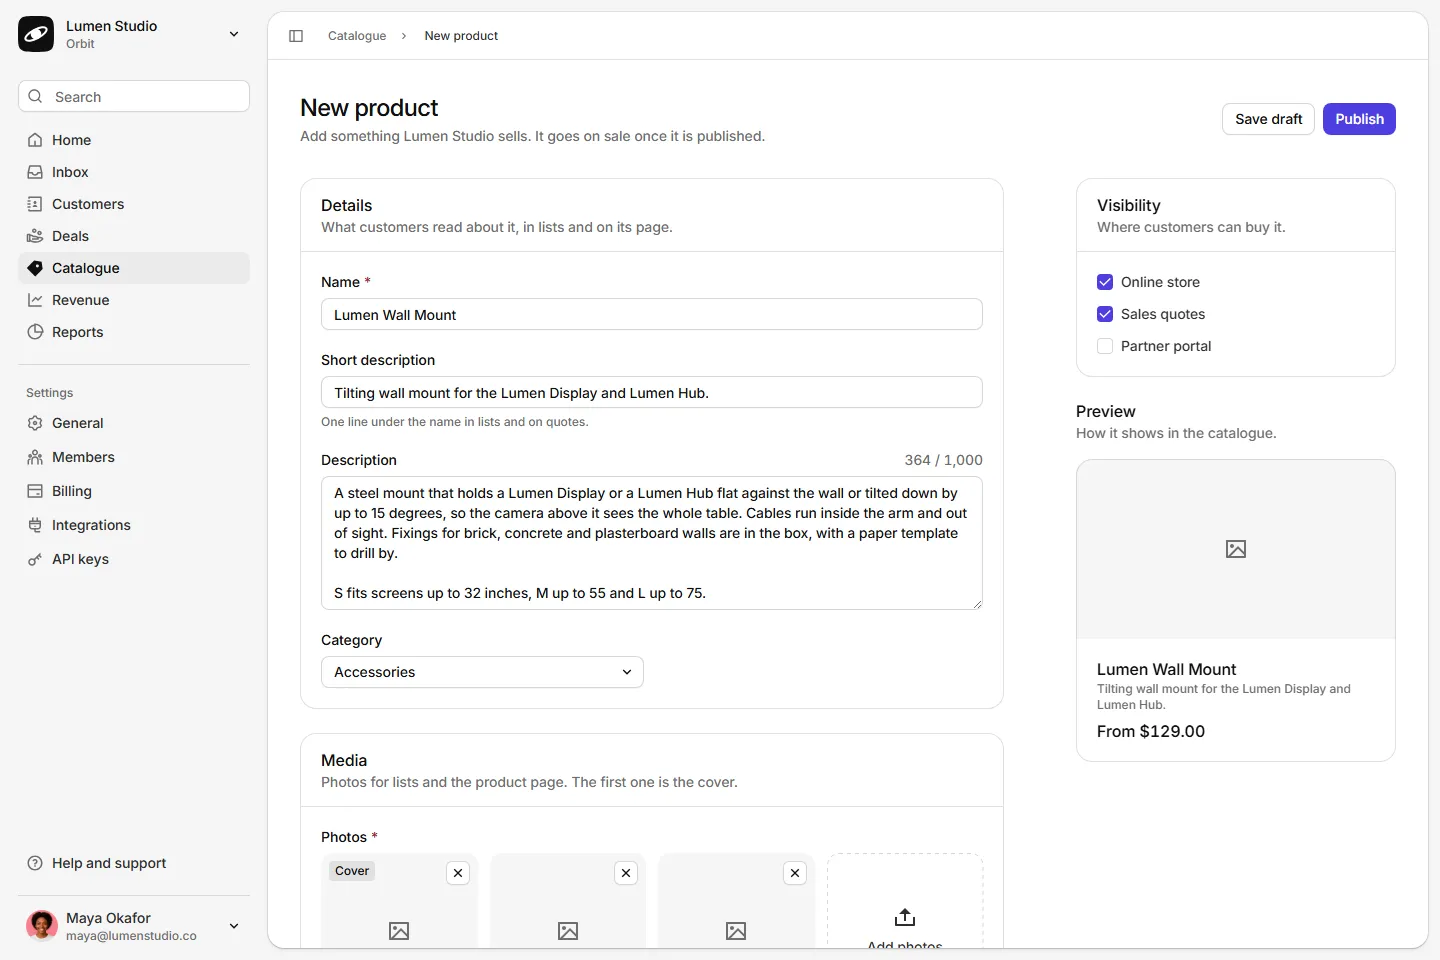 Lumen Studio
Orbit
Search
Home
Inbox
Customers
Deals
Catalogue
Revenue
Reports
Settings
General
Members
Billing
Integrations
API keys
Help and support
Maya Okafor
maya@lumenstudio.co
Catalogue
New product
New product
Add something Lumen Studio sells. It goes on sale once it is published.
Save draft
Publish
Details
What customers read about it, in lists and on its page.
Name *
Lumen Wall Mount
Short description
Tilting wall mount for the Lumen Display and Lumen Hub.
One line under the name in lists and on quotes.
Description
364 / 1,000
A steel mount that holds a Lumen Display or a Lumen Hub flat against the wall or tilted down by
up to 15 degrees, so the camera above it sees the whole table. Cables run inside the arm and out
of sight. Fixings for brick, concrete and plasterboard walls are in the box, with a paper template
to drill by.
S fits screens up to 32 inches, M up to 55 and L up to 75.
Category
Accessories
Media
Photos for lists and the product page. The first one is the cover.
Photos *
Cover
Add photos
Visibility
Where customers can buy it.
Online store
Sales quotes
Partner portal
Preview
How it shows in the catalogue.
Lumen Wall Mount
Tilting wall mount for the Lumen Display and
Lumen Hub.
From $129.00